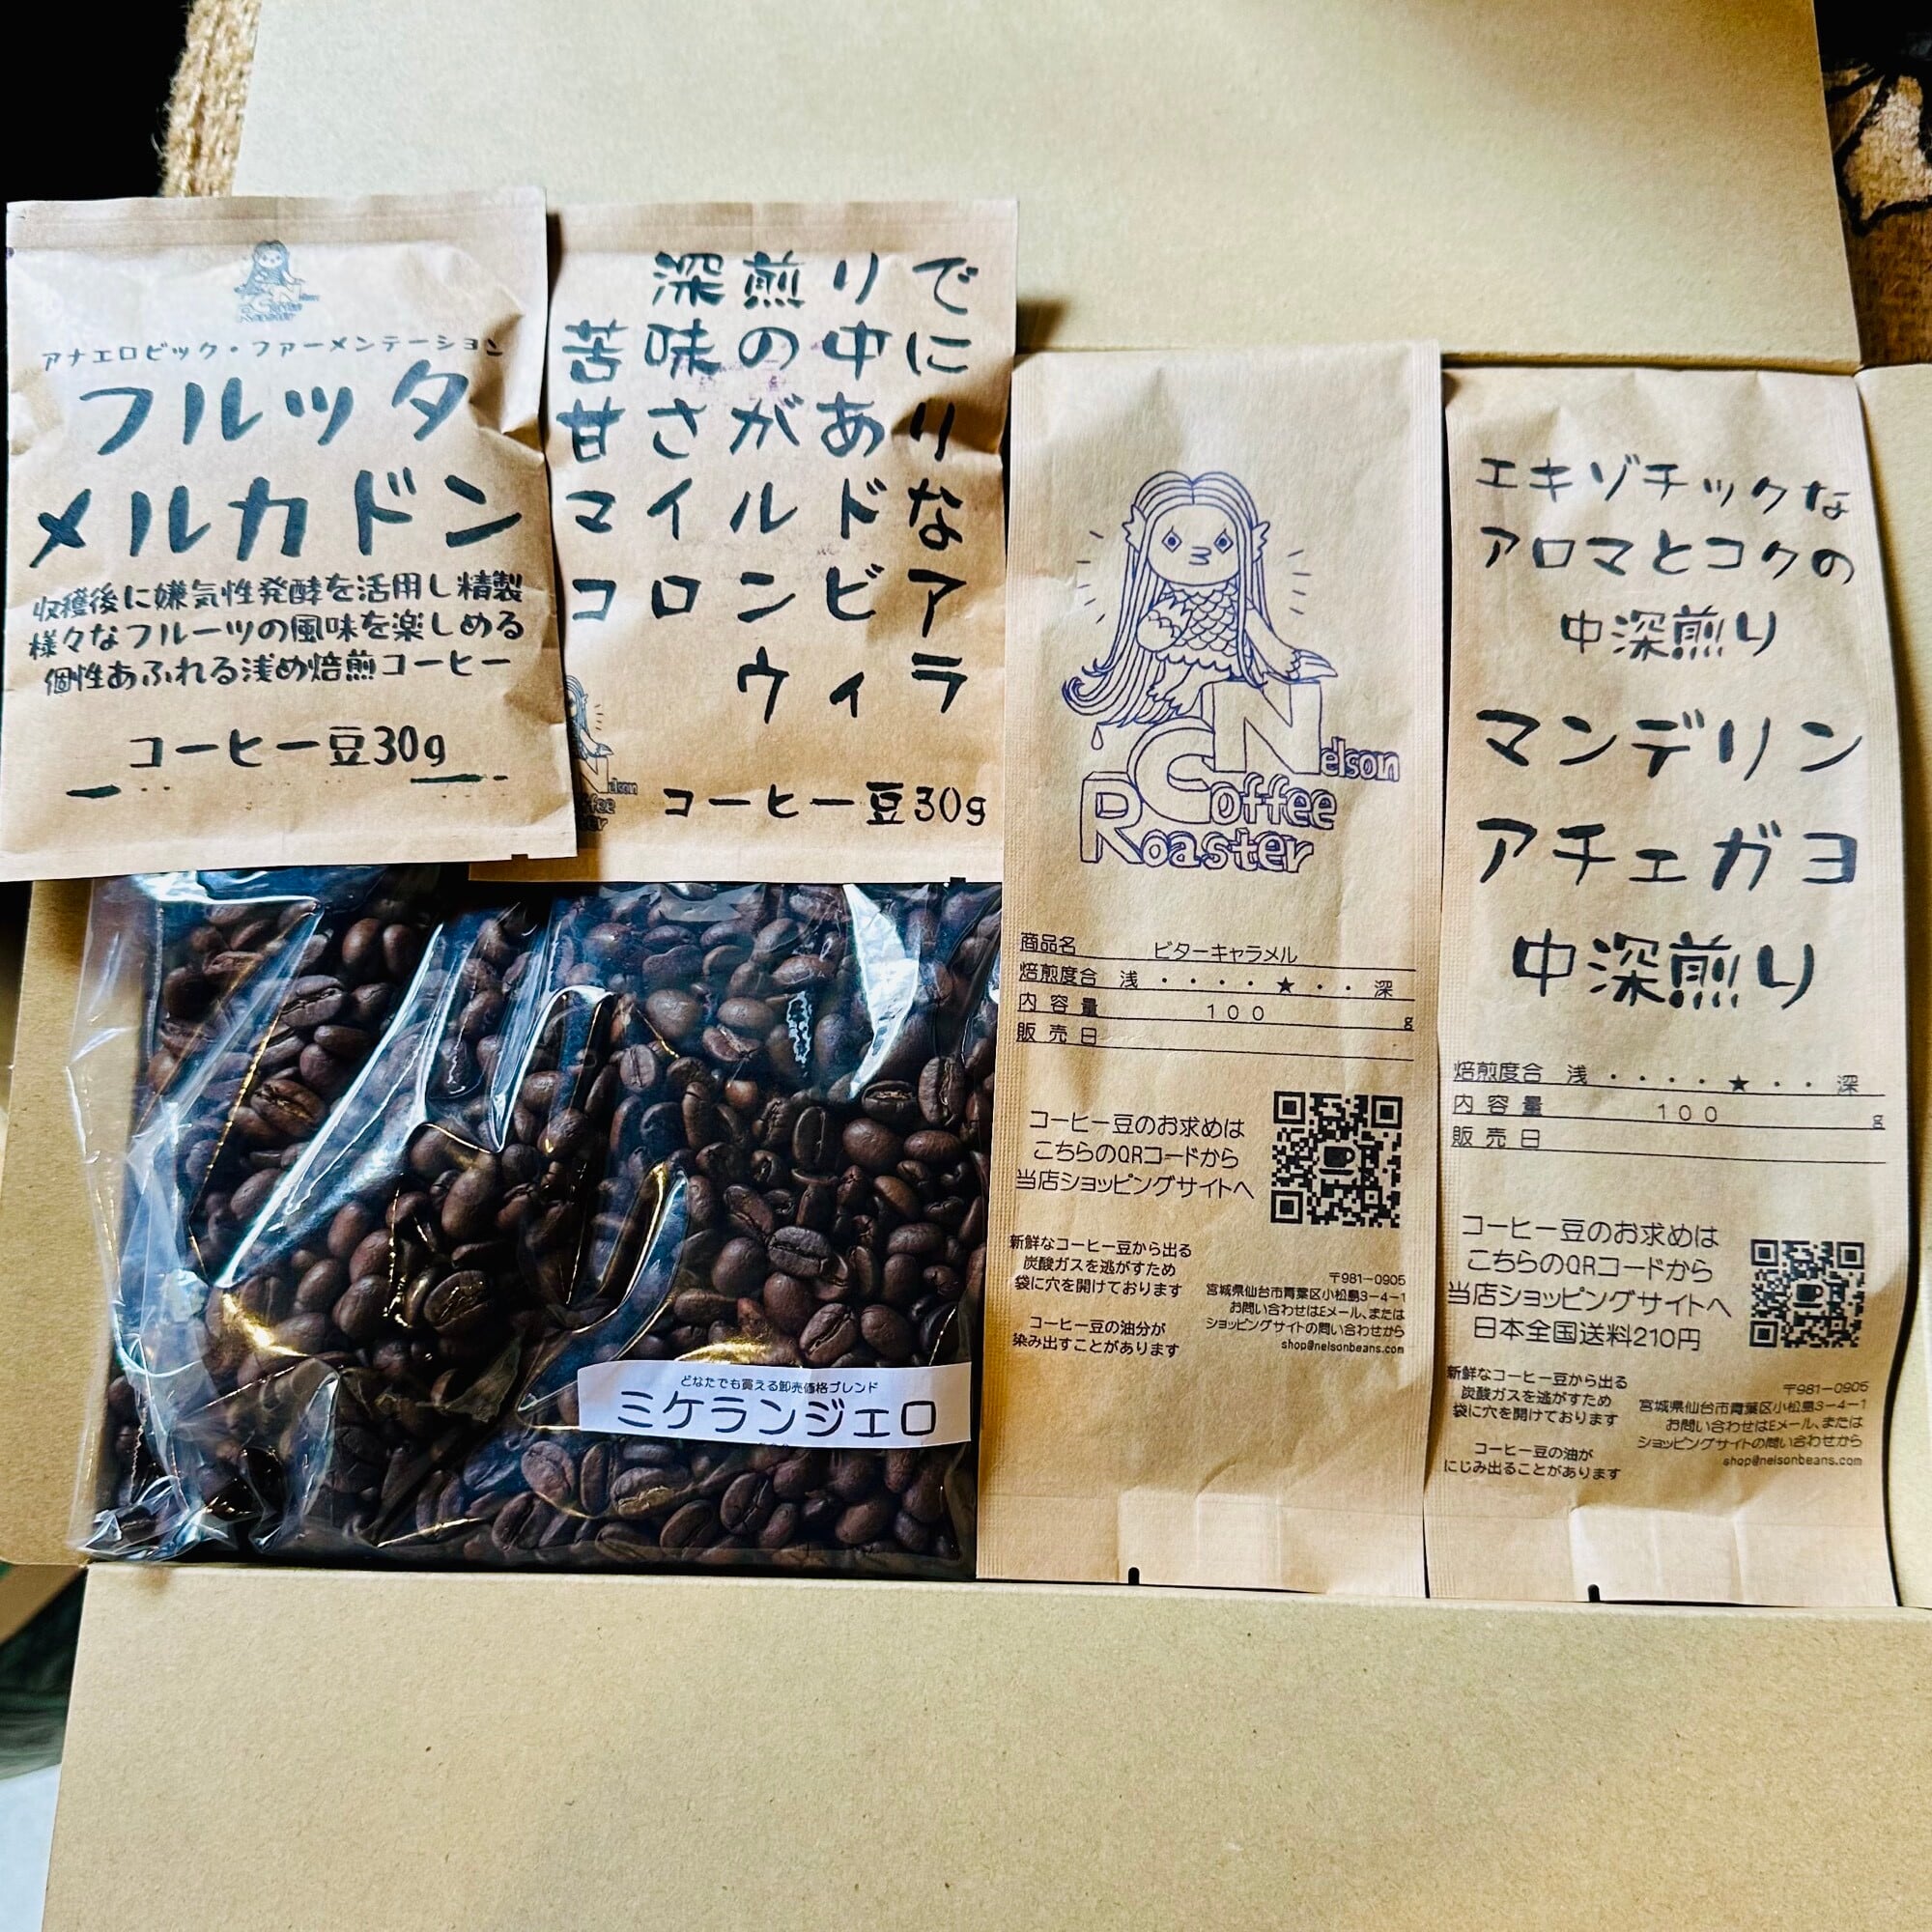 アナエロビック・ファーメンテーション
フルッタ
メルカドン
収穫後に嫌気性発酵を活用し精製
様々なフルーツの風味を楽しめる
個性あふれる浅め焙煎コーヒー
コーヒー豆30g
深煎りで
苦味の中に
甘さがあり
マイルドな
コロンビア
ウィラ
コーヒー豆30g
どなたでも買える卸売価格ブレンド
ミケランジェロ
Nelson
Coffee
Roaster
商品名 ビターキャラメル
焙煎度合 浅 ・・・・★・・ 深
内容量 100 g
販売日
コーヒー豆のお求めは
こちらのQRコードから
当店ショッピングサイトへ
新鮮なコーヒー豆から出る
炭酸ガスを逃がすため
袋に穴を開けております
コーヒー豆の油分が
染み出すことがあります
〒981-0905
宮城県仙台市青葉区小松島3-4-1
お問い合わせはEメール、または
ショッピングサイトの問い合わせから
shop@nelsonbeans.com
エキゾチックな
アロマとコクの
中深煎り
マンデリン
アチェガヨ
中深煎り
焙煎度合 浅 ・・・・★・・ 深
内容量 100 g
販売日
コーヒー豆のお求めは
こちらのQRコードから
当店ショッピングサイトへ
日本全国送料210円
新鮮なコーヒー豆から出る
炭酸ガスを逃がすため
袋に穴を開けております
コーヒー豆の油が
にじみ出ることがあります
〒981-0905
宮城県仙台市青葉区小松島3-4-1
お問い合わせはEメール、または
ショッピングサイトの問い合わせから
shop@nelsonbeans.com